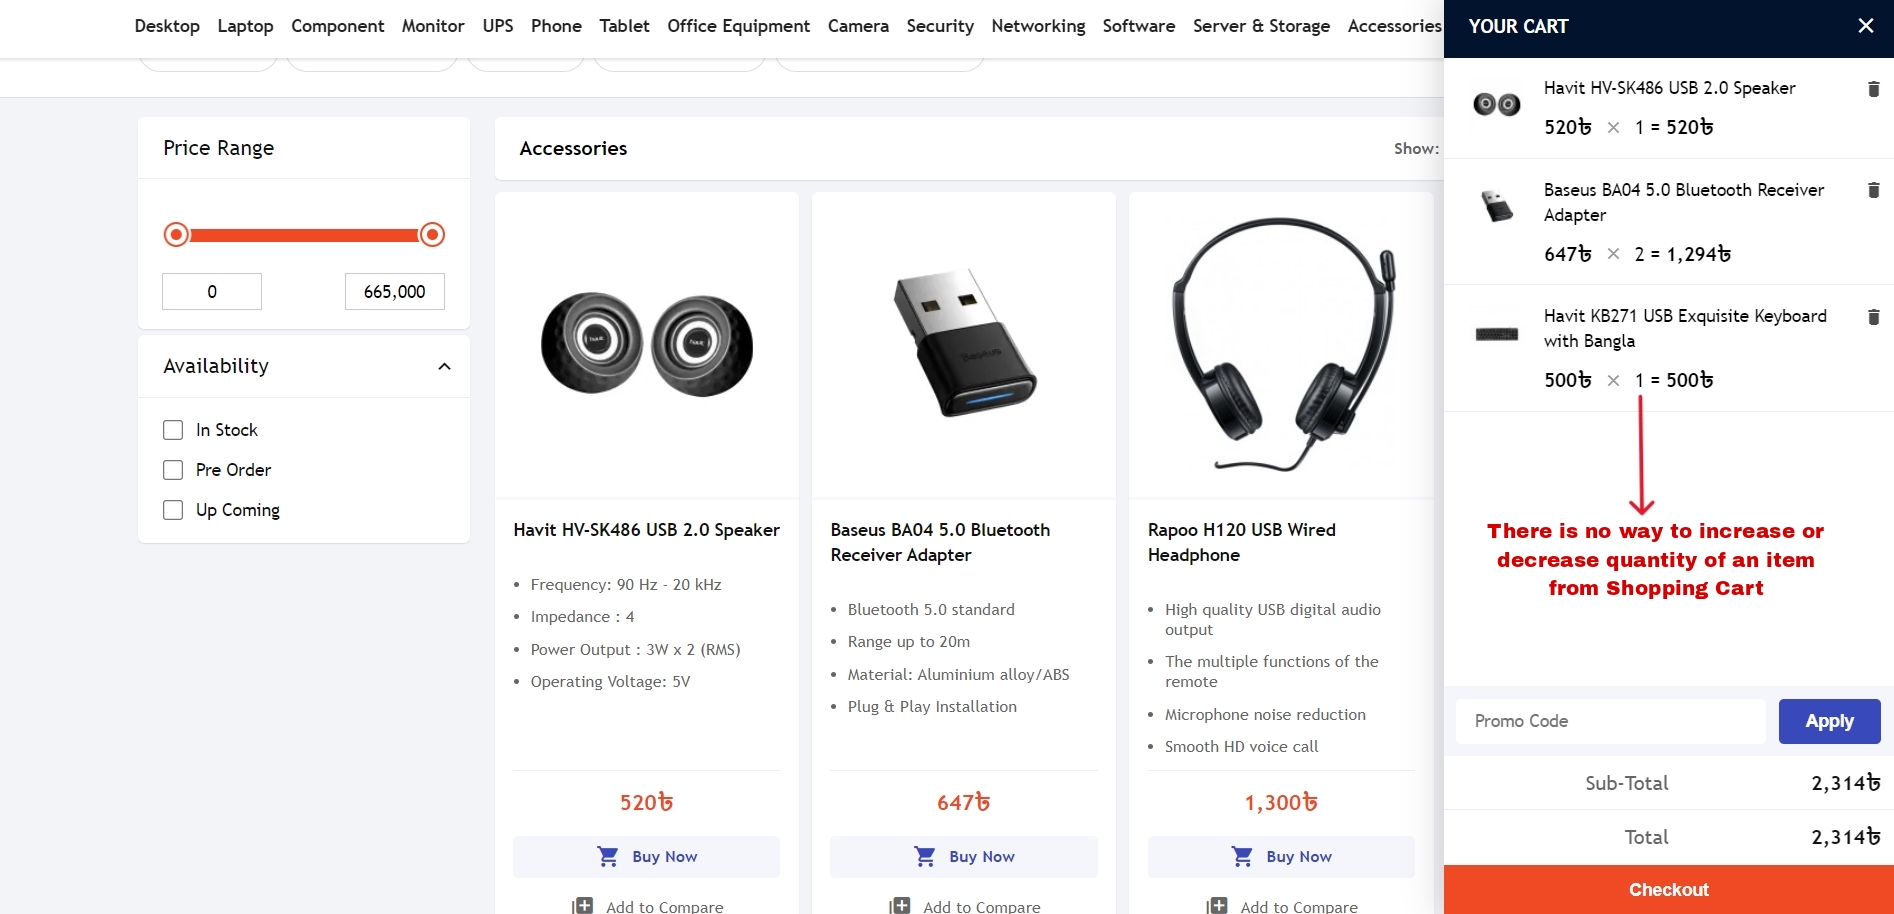 Desktop Laptop Component Monitor UPS Phone Tablet Office Equipment Camera Security Networking Software Server & Storage Accessories
Price Range
0 665,000
Availability
In Stock
Pre Order
Up Coming
Accessories
Show:
Havit HV-SK486 USB 2.0 Speaker
Frequency: 90 Hz - 20 kHz
Impedance : 4
Power Output : 3W x 2 (RMS)
Operating Voltage: 5V
520৳
Buy Now
Add to Compare
Baseus BA04 5.0 Bluetooth
Receiver Adapter
Bluetooth 5.0 standard
Range up to 20m
Material: Aluminium alloy/ABS
Plug & Play Installation
647৳
Buy Now
Add to Compare
Rapoo H120 USB Wired
Headphone
High quality USB digital audio
output
The multiple functions of the
remote
Microphone noise reduction
Smooth HD voice call
1,300৳
Buy Now
Add to Compare
YOUR CART
Havit HV-SK486 USB 2.0 Speaker
520৳ × 1 = 520৳
Baseus BA04 5.0 Bluetooth Receiver
Adapter
647৳ × 2 = 1,294৳
Havit KB271 USB Exquisite Keyboard
with Bangla
500৳ × 1 = 500৳
There is no way to increase or
decrease quantity of an item
from Shopping Cart
Promo Code Apply
Sub-Total 2,314৳
Total 2,314৳
Checkout